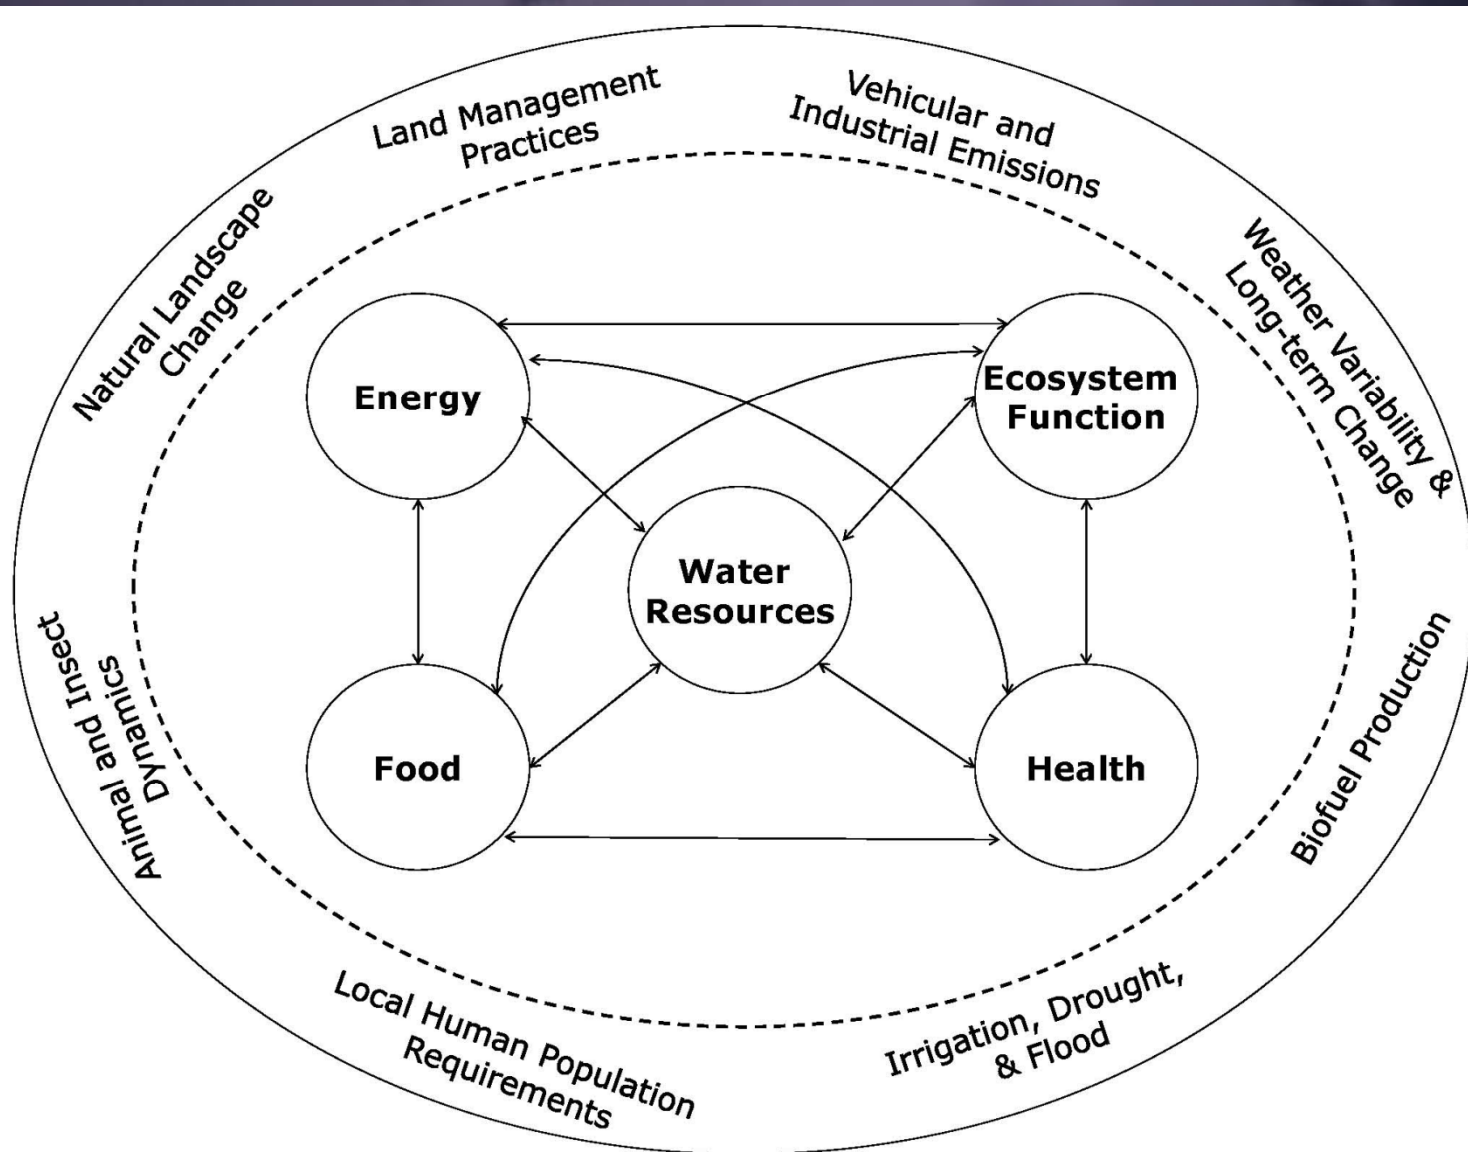 Land Management
Practices
Vehicular and
Industrial Emissions
Natural Landscape
Change
Weather Variability &
Long-term Change
Energy
Ecosystem
Function
Water
Resources
Food
Health
Animal and Insect
Dynamics
Biofuel Production
Local Human Population
Requirements
Irrigation, Drought,
& Flood